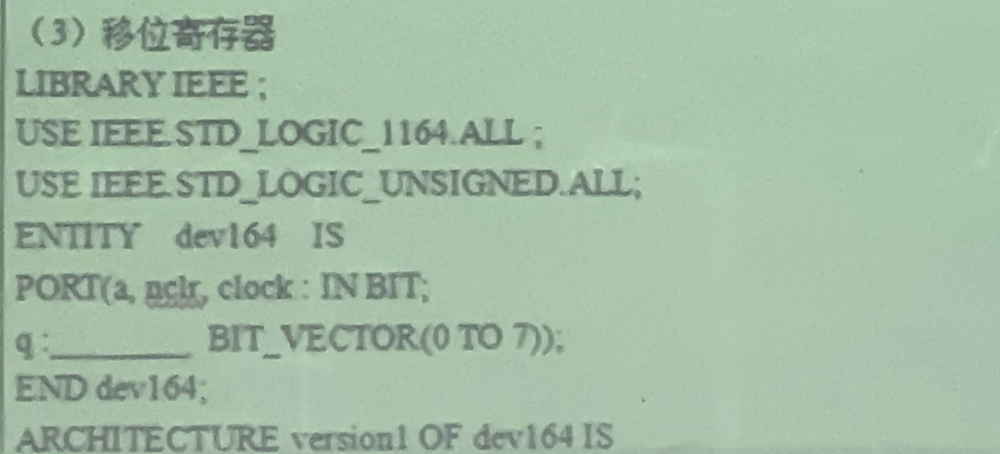 （3）移位寄存器
LIBRARY IEEE ;
USE IEEE.STD_LOGIC_1164.ALL ;
USE IEEE.STD_LOGIC_UNSIGNED.ALL;
ENTITY dev164 IS
PORT(a, nclr, clock : IN BIT;
q :________ BIT_VECTOR(0 TO 7));
END dev164;
ARCHITECTURE version1 OF dev164 IS